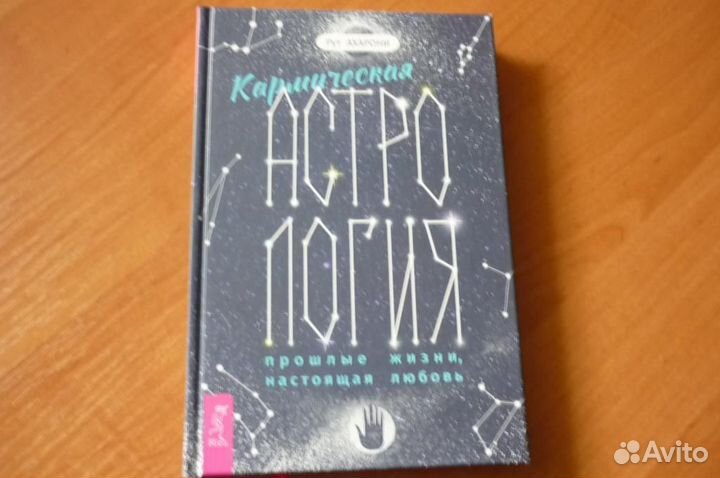 РУТ АХАРОНИ
Кармическая
АСТРО
ЛОГИЯ
прошлые жизни,
настоящая любовь
Avito